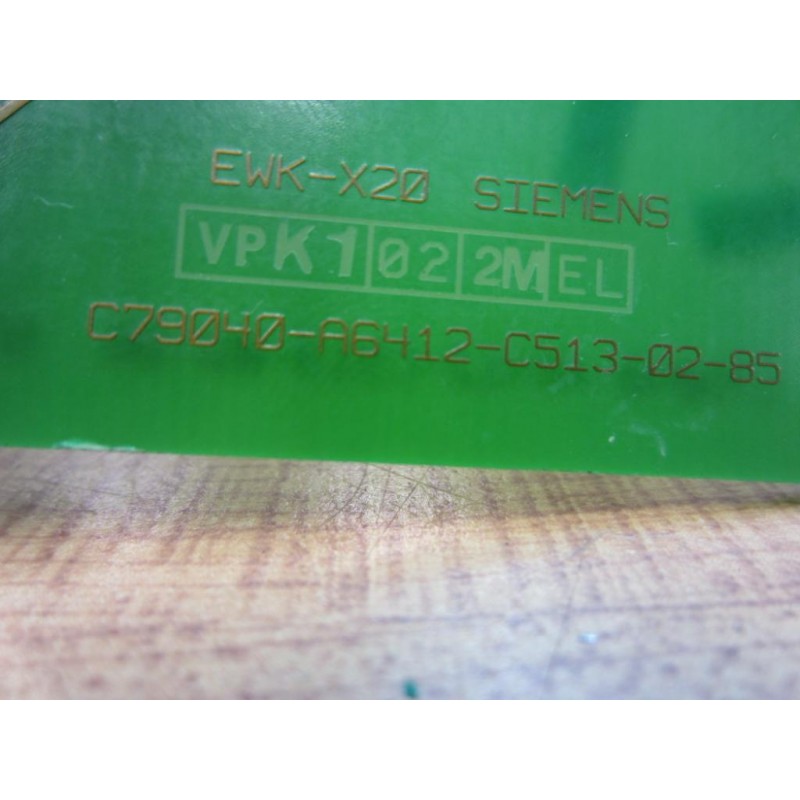 EWK-X20 SIEMENS
VPK1 02 2M EL
C79040-A6412-C513-02-85